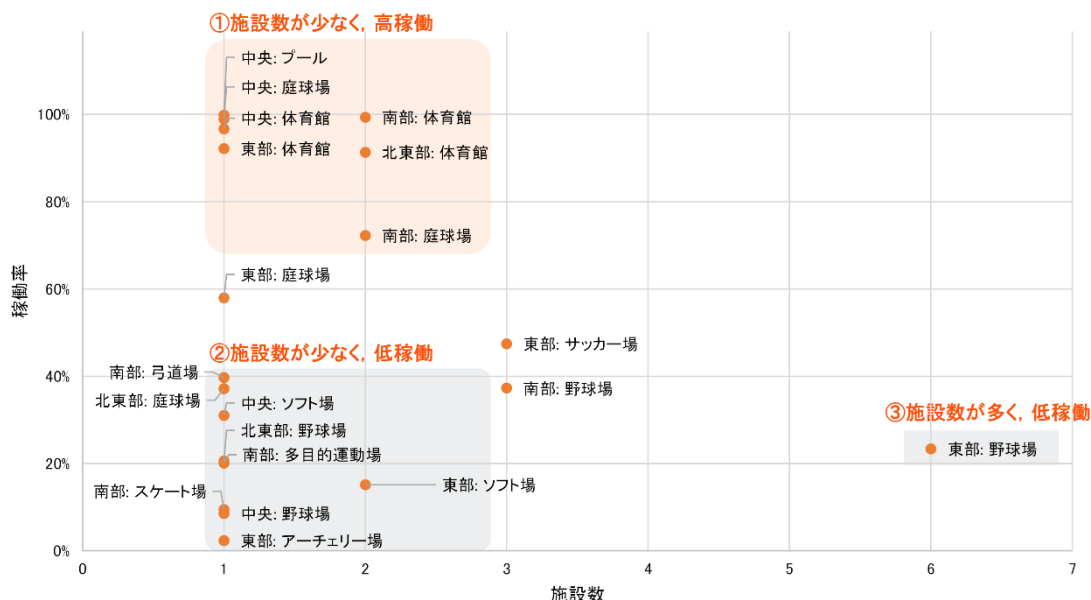 ①施設数が少なく, 高稼働
中央: プール
中央: 庭球場
100%
中央: 体育館
南部: 体育館
東部: 体育館
北東部: 体育館
80%
南部: 庭球場
東部: 庭球場
60%
稼働率
東部: サッカー場
②施設数が少なく, 低稼働
南部: 弓道場
40%
南部: 野球場
北東部: 庭球場
中央: ソフト場
③施設数が多く, 低稼働
北東部: 野球場
東部: 野球場
南部: 多目的運動場
20%
南部: スケート場
東部: ソフト場
中央: 野球場
東部: アーチェリー場
0%
0 1 2 3 4 5 6 7
施設数